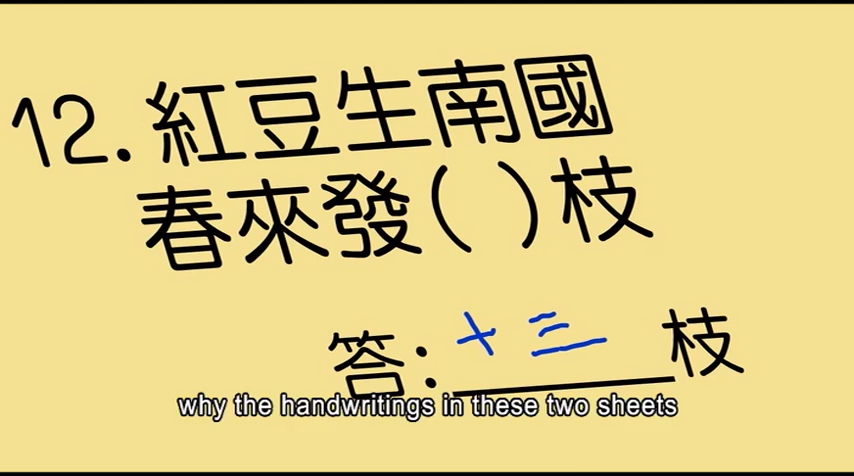 12. 紅豆生南國
春來發( )枝
答:十三枝
why the handwritings in these two sheets